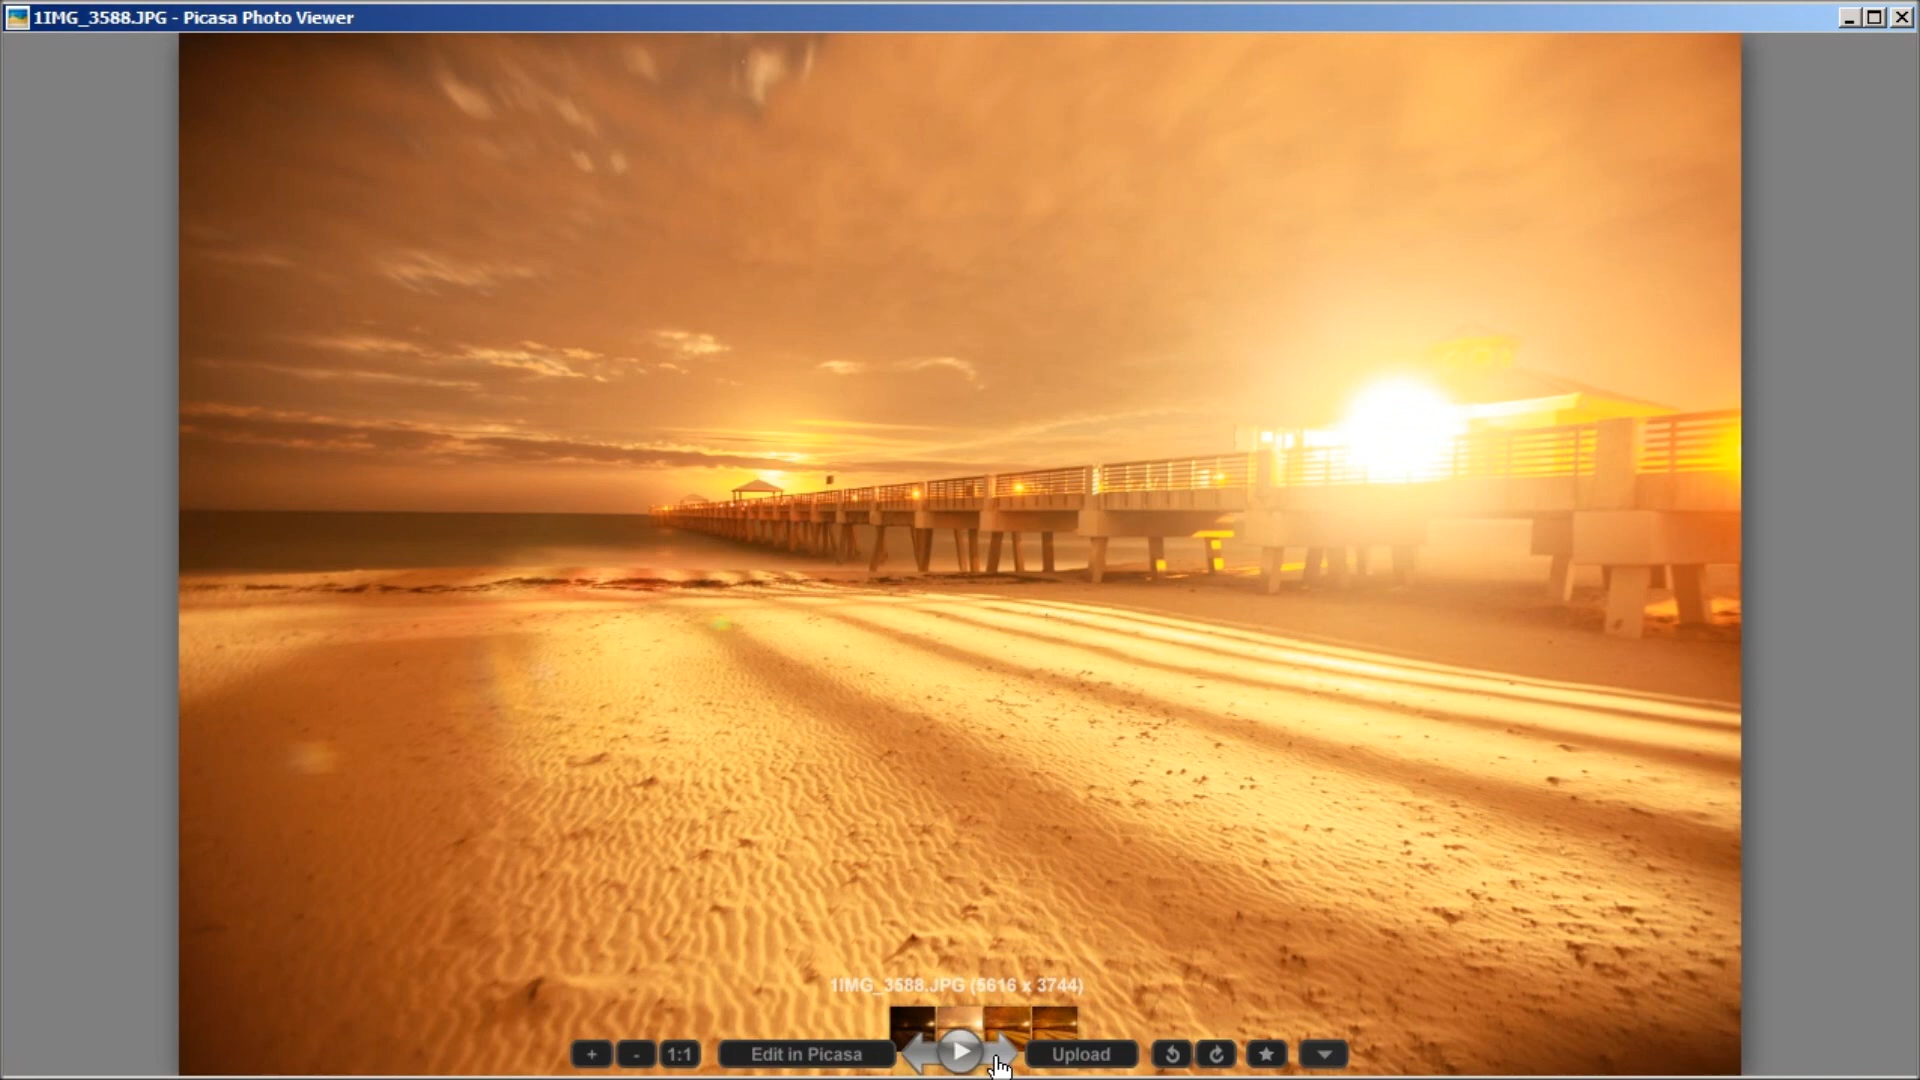 1IMG_3588.JPG - Picasa Photo Viewer
1IMG_3588.JPG (5616 x 3744)
+ - 1:1 Edit in Picasa Upload